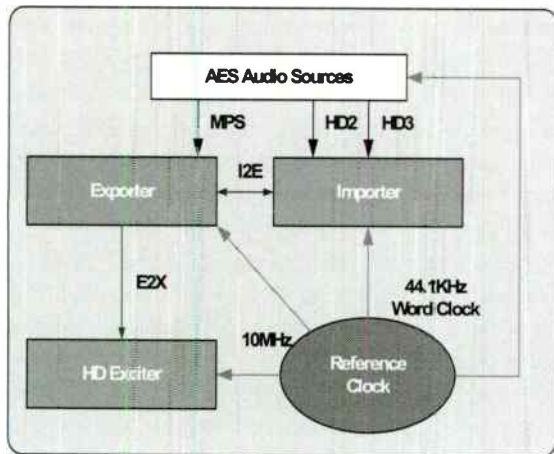 AES Audio Sources
MPS
HD2
HD3
I2E
Exporter
Importer
E2X
44.1KHz
Word Clock
10MHz
HD Exciter
Reference
Clock